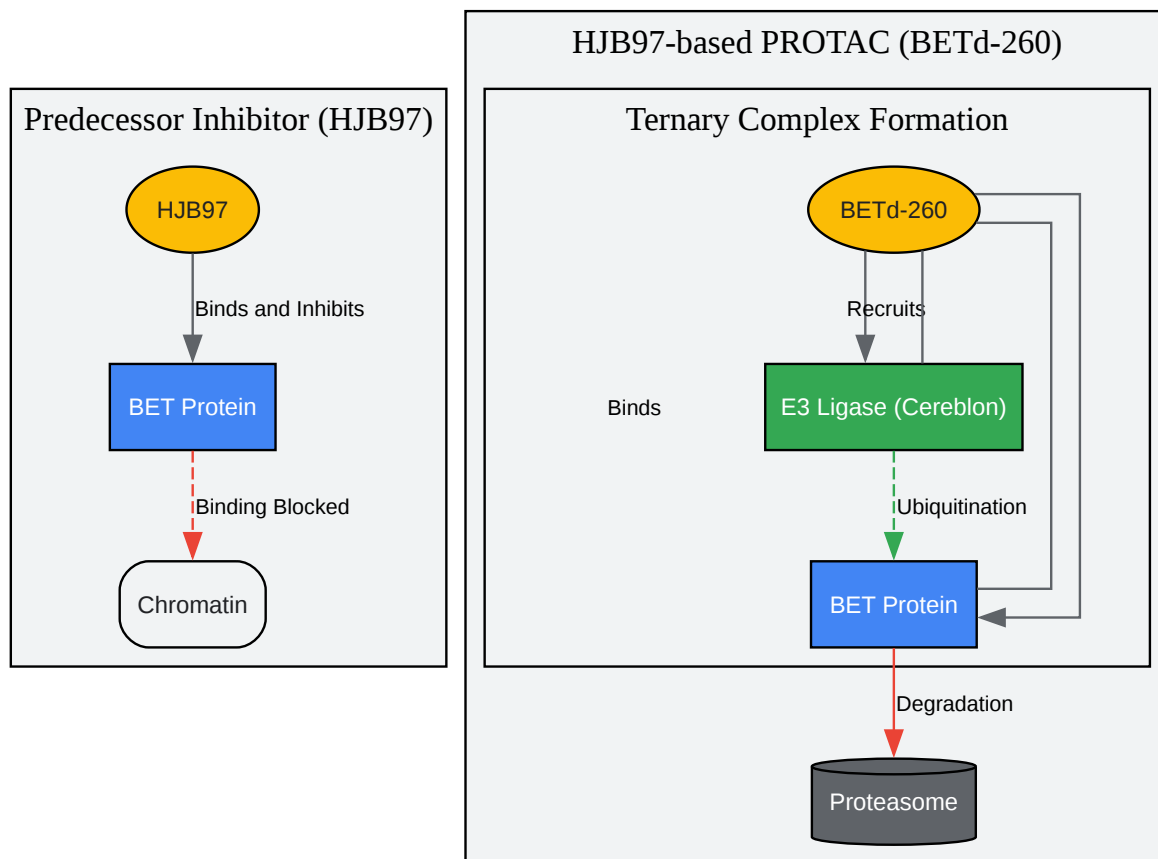 Predecessor Inhibitor (HJB97)
HJB97
Binds and Inhibits
BET Protein
Binding Blocked
Chromatin
HJB97-based PROTAC (BETd-260)
Ternary Complex Formation
BETd-260
Recruits
Binds
E3 Ligase (Cereblon)
Ubiquitination
BET Protein
Degradation
Proteasome